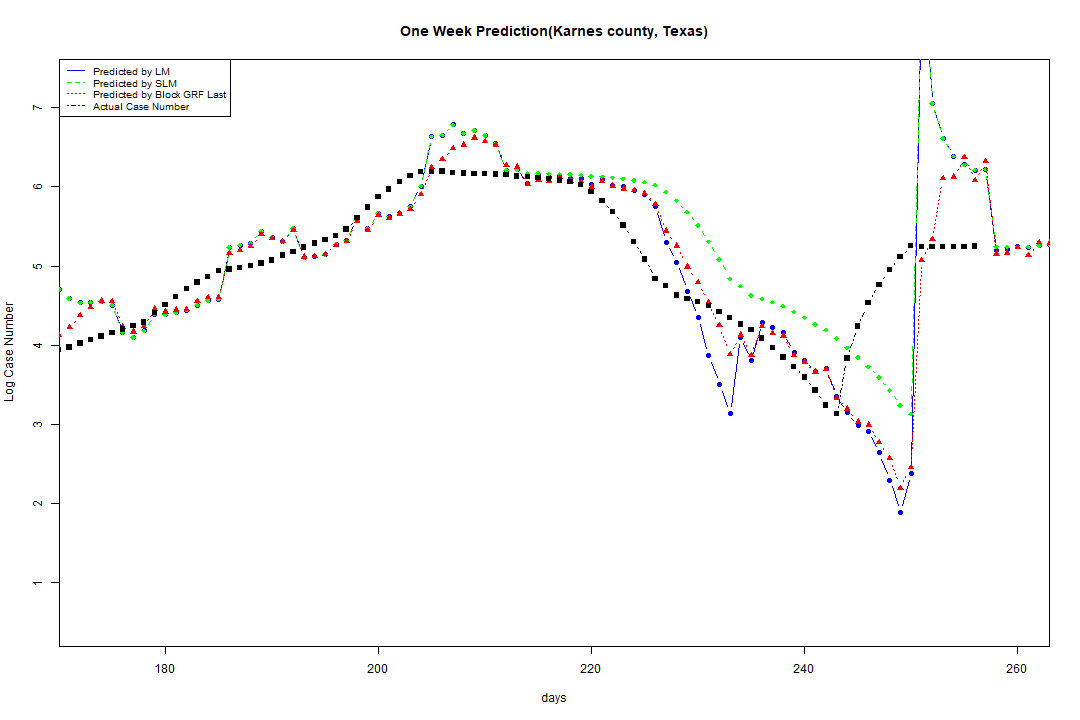 One Week Prediction(Karnes county, Texas)
Predicted by LM
Predicted by SLM
Predicted by Block GRF Last
Actual Case Number
7
6
5
4
3
2
1
Log Case Number
180 200 220 240 260
days